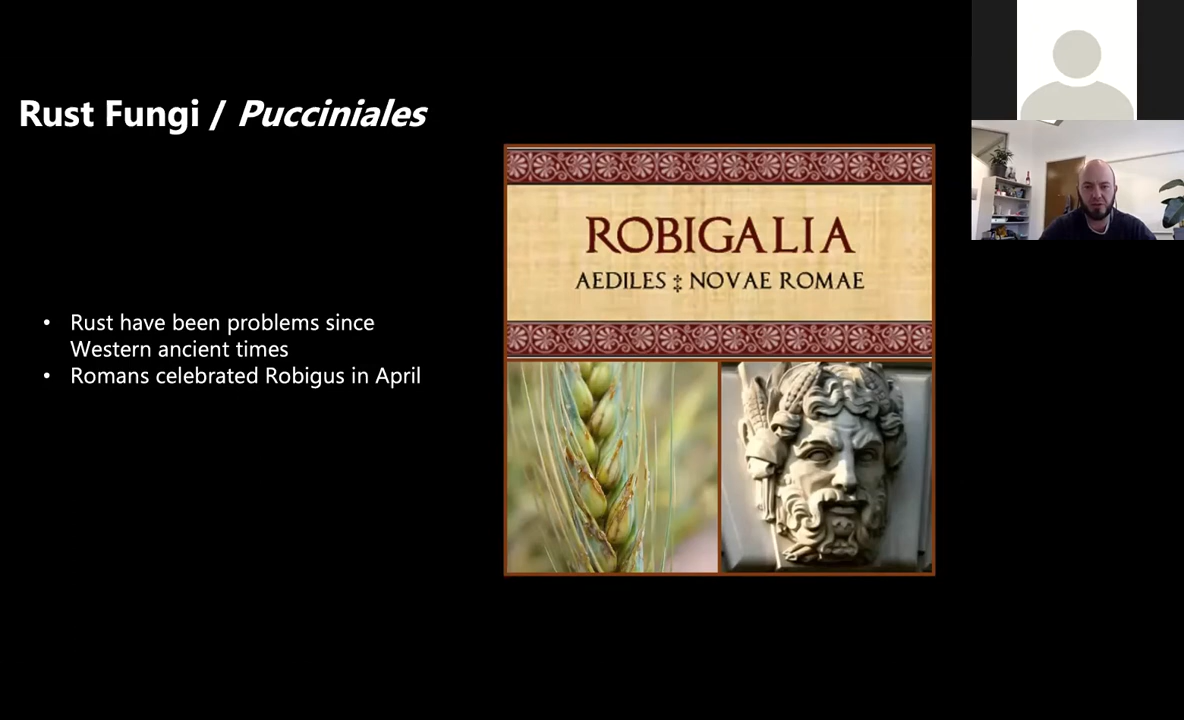 Rust Fungi / Pucciniales
• Rust have been problems since
Western ancient times
• Romans celebrated Robigus in April
ROBIGALIA
AEDILES ‡ NOVAE ROMAE